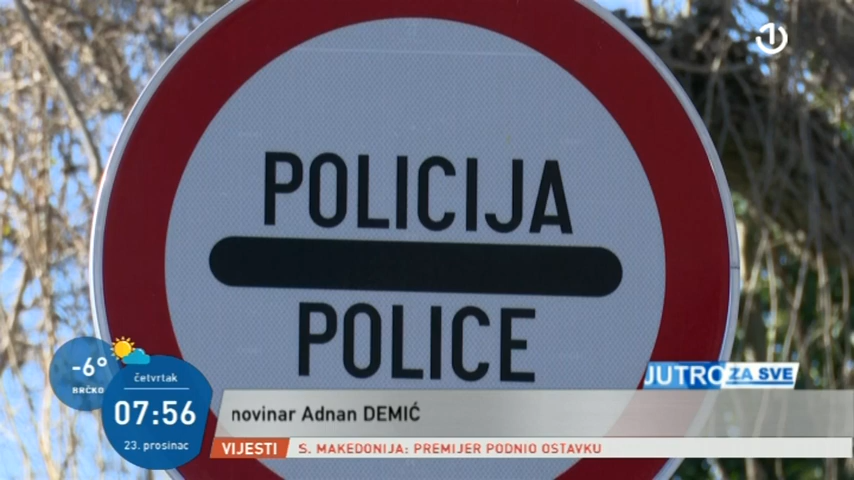 1
POLICIJA
POLICE
-6°
BRČKO
četvrtak
07:56
23. prosinac
JUTRO ZA SVE
novinar Adnan DEMIĆ
VIJESTI S. MAKEDONIJA: PREMIJER PODNIO OSTAVKU